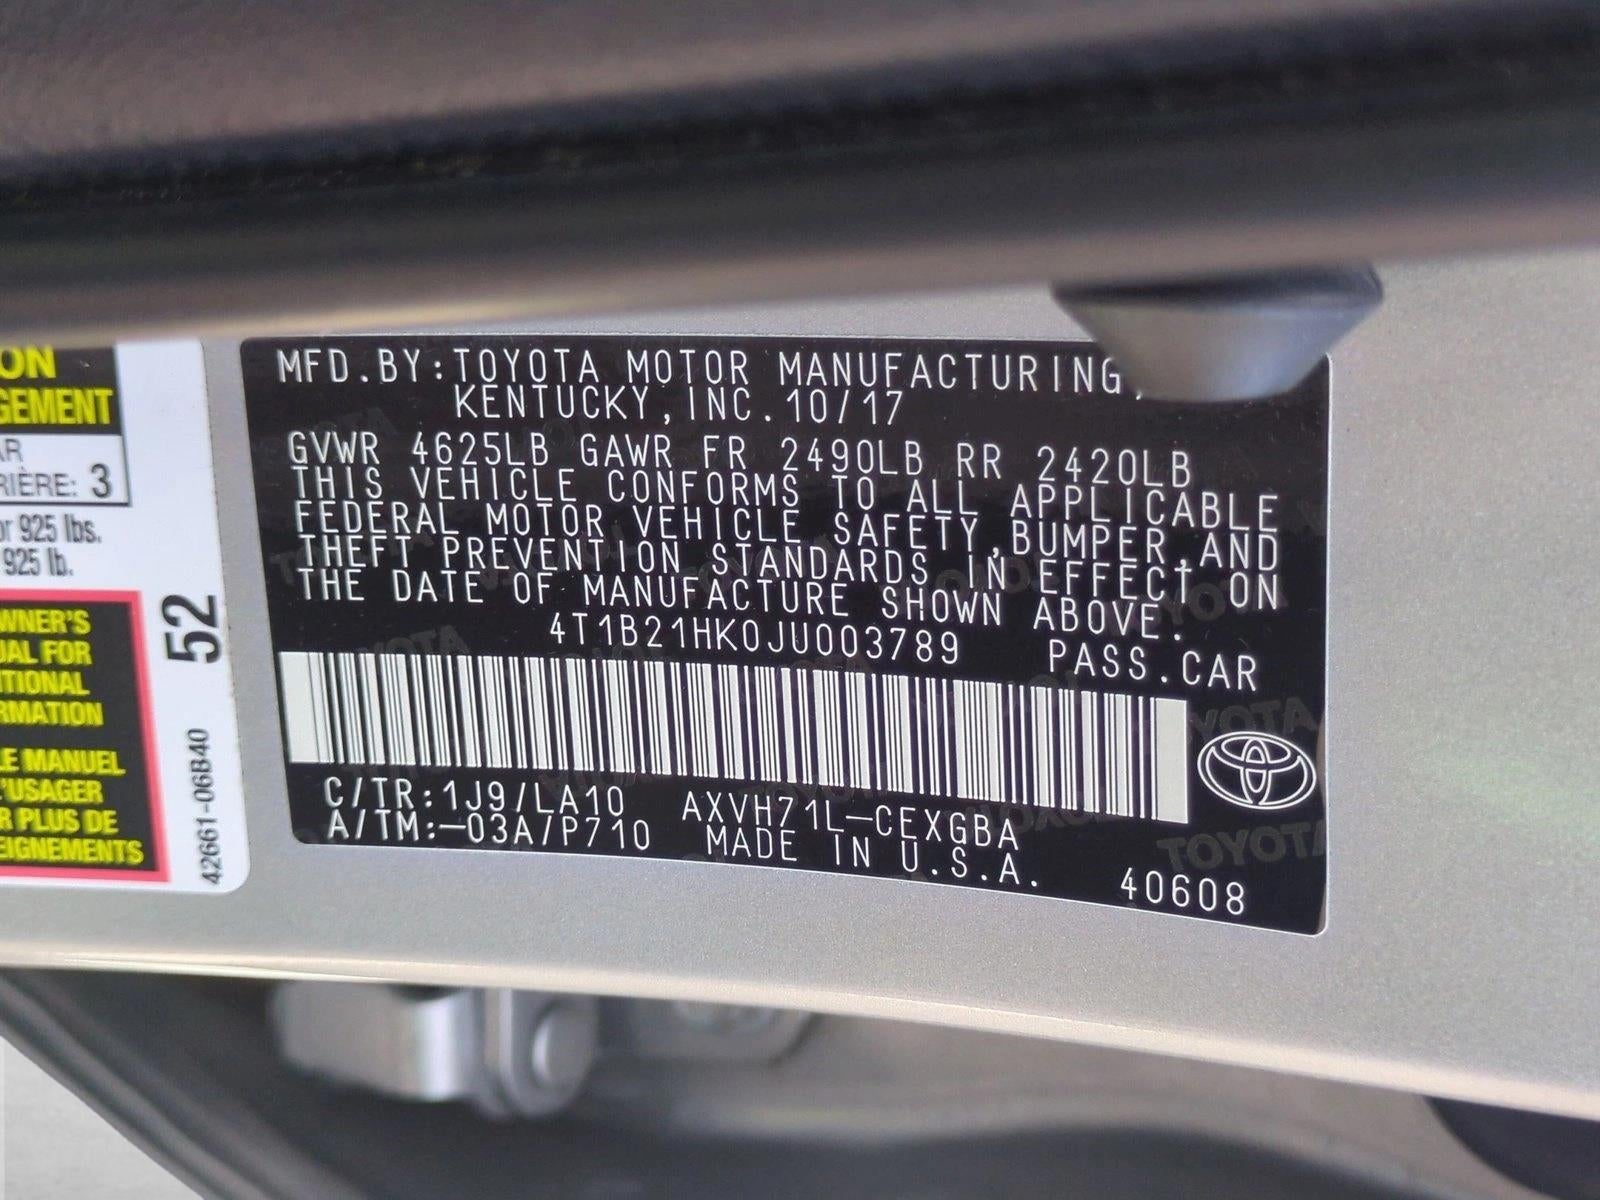 MFD.BY:TOYOTA MOTOR MANUFACTURING,
KENTUCKY,INC.10/17
GVWR 4625LB GAWR FR 2490LB RR 2420LB
THIS VEHICLE CONFORMS TO ALL APPLICABLE
FEDERAL MOTOR VEHICLE SAFETY,BUMPER,AND
THEFT PREVENTION STANDARDS IN EFFECT ON
THE DATE OF MANUFACTURE SHOWN ABOVE.
4T1B21HK0JU003789 PASS.CAR
C/TR:1J9/LA10 AXVH71L-CEXGBA
A/TM:-03A/P710 MADE IN U.S.A.
40608
ON
GEMENT
AR
RIÈRE: 3
or 925 lbs.
925 lb.
WNER'S
UAL FOR
ITIONAL
RMATION
LE MANUEL
L'USAGER
R PLUS DE
EIGNEMENTS
52
42661-06B40
TOYOTA